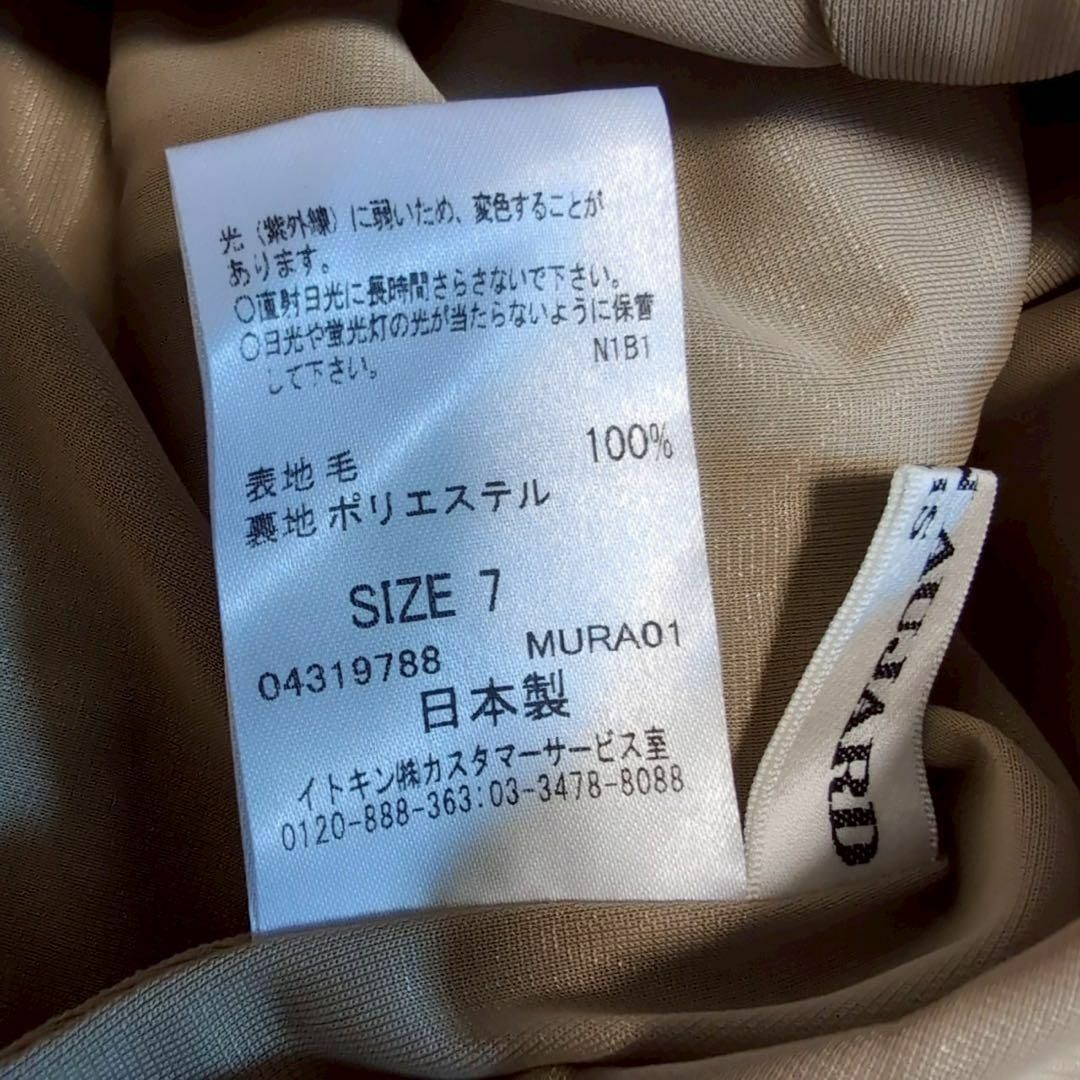 光（紫外線）に弱いため、変色することが
あります。
○直射日光に長時間さらさないで下さい。
○日光や蛍光灯の光が当たらないように保管
して下さい。
N1B1
表地 毛 100%
裏地 ポリエステル
SIZE 7
04319788 MURA01
日本製
イトキン㈱カスタマーサービス室
0120-888-363:03-3478-8088
AUJARD